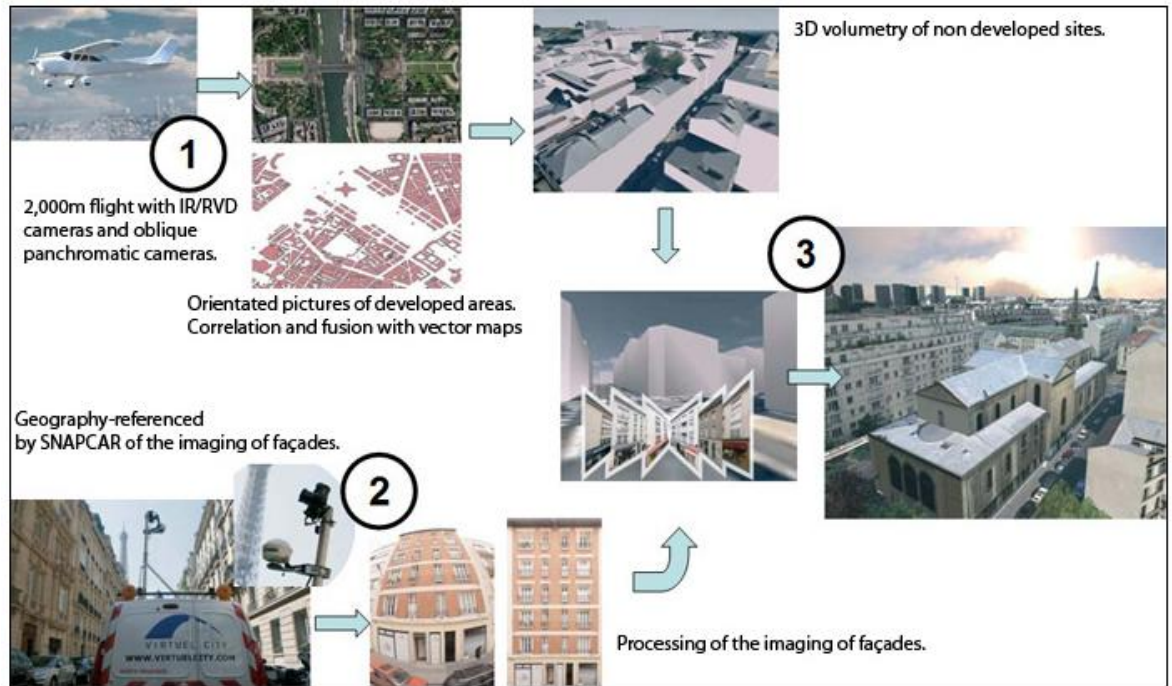 3D volumetry of non developed sites.
1
2,000m flight with IR/RVD
cameras and oblique
panchromatic cameras.
Orientated pictures of developed areas.
Correlation and fusion with vector maps
3
Geography-referenced
by SNAPCAR of the imaging of façades.
2
VIRTUEL CITY
WWW.VIRTUELCITY.COM
Processing of the imaging of façades.